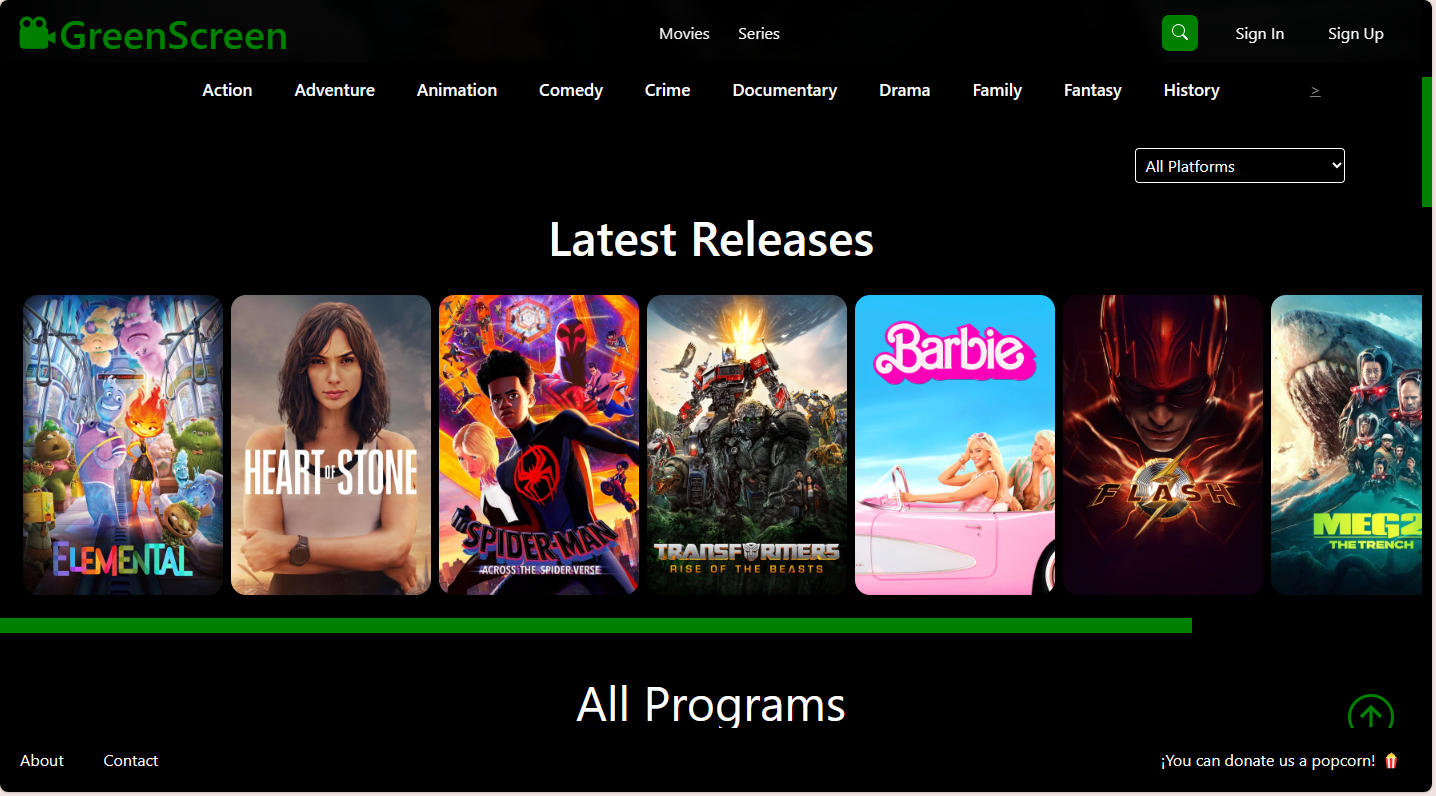 GreenScreen
Movies Series
Sign In Sign Up
Action Adventure Animation Comedy Crime Documentary Drama Family Fantasy History >
All Platforms
Latest Releases
ELEMENTAL
HEART OF STONE
SPIDER-MAN
ACROSS THE SPIDER-VERSE
TRANSFORMERS
RISE OF THE BEASTS
Barbie
FLASH
MEG2
THE TRENCH
All Programs
About Contact
¡You can donate us a popcorn! 🍿